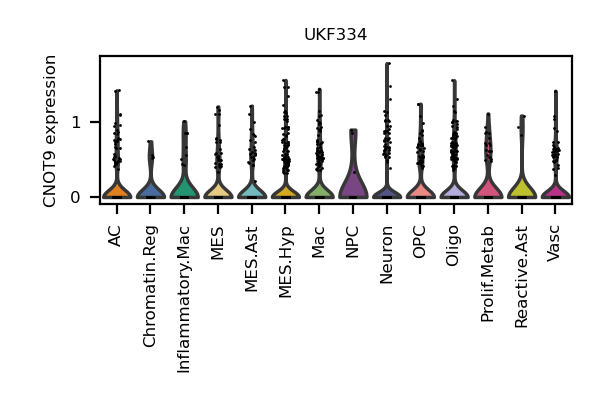 UKF334
CNOT9 expression
1
0
AC
Chromatin.Reg
Inflammatory.Mac
MES
MES.Ast
MES.Hyp
Mac
NPC
Neuron
OPC
Oligo
Prolif.Metab
Reactive.Ast
Vasc